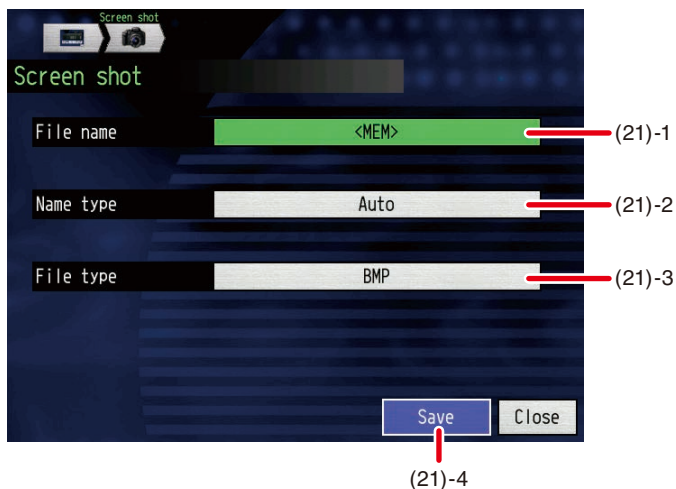 Screen shot
Screen shot
File name <MEM> (21)-1
Name type Auto (21)-2
File type BMP (21)-3
Save Close
(21)-4